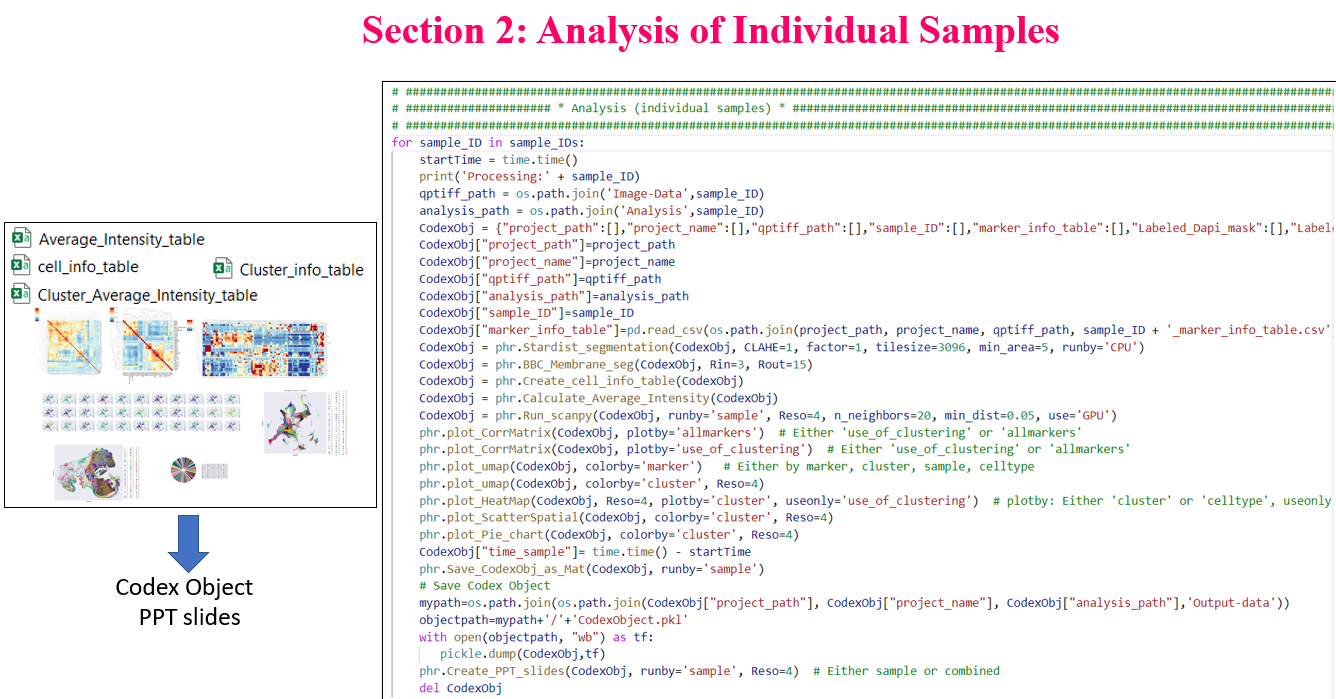 Section 2: Analysis of Individual Samples
Average_Intensity_table
cell_info_table
Cluster_info_table
Cluster_Average_Intensity_table
Codex Object
PPT slides
# ##################################################################################################################################
# ##################### * Analysis (individual samples) * ##############################################################################
# ##################################################################################################################################
for sample_ID in sample_IDs:
startTime = time.time()
print('Processing:' + sample_ID)
qptiff_path = os.path.join('Image-Data',sample_ID)
analysis_path = os.path.join('Analysis',sample_ID)
CodexObj = {"project_path":[],"project_name":[],"qptiff_path":[],"sample_ID":[],"marker_info_table":[],"Labeled_Dapi_mask":[],"Labele
CodexObj["project_path"]=project_path
CodexObj["project_name"]=project_name
CodexObj["qptiff_path"]=qptiff_path
CodexObj["analysis_path"]=analysis_path
CodexObj["sample_ID"]=sample_ID
CodexObj["marker_info_table"]=pd.read_csv(os.path.join(project_path, project_name, qptiff_path, sample_ID + '_marker_info_table.csv'
CodexObj = phr.Stardist_segmentation(CodexObj, CLAHE=1, factor=1, tilesize=3096, min_area=5, runby='CPU')
CodexObj = phr.BBC_Membrane_seg(CodexObj, Rin=3, Rout=15)
CodexObj = phr.Create_cell_info_table(CodexObj)
CodexObj = phr.Calculate_Average_Intensity(CodexObj)
CodexObj = phr.Run_scanpy(CodexObj, runby='sample', Reso=4, n_neighbors=20, min_dist=0.05, use='GPU')
phr.plot_CorrMatrix(CodexObj, plotby='allmarkers') # Either 'use_of_clustering' or 'allmarkers'
phr.plot_CorrMatrix(CodexObj, plotby='use_of_clustering') # Either 'use_of_clustering' or 'allmarkers'
phr.plot_umap(CodexObj, colorby='marker') # Either by marker, cluster, sample, celltype
phr.plot_umap(CodexObj, colorby='cluster', Reso=4)
phr.plot_HeatMap(CodexObj, Reso=4, plotby='cluster', useonly='use_of_clustering') # plotby: Either 'cluster' or 'celltype', useonly
phr.plot_ScatterSpatial(CodexObj, colorby='cluster', Reso=4)
phr.plot_Pie_chart(CodexObj, colorby='cluster', Reso=4)
CodexObj["time_sample"]= time.time() - startTime
phr.Save_CodexObj_as_Mat(CodexObj, runby='sample')
# Save Codex Object
mypath=os.path.join(os.path.join(CodexObj["project_path"], CodexObj["project_name"], CodexObj["analysis_path"],'Output-data'))
objectpath=mypath+'/'+'CodexObject.pkl'
with open(objectpath, "wb") as tf:
pickle.dump(CodexObj,tf)
phr.Create_PPT_slides(CodexObj, runby='sample', Reso=4) # Either sample or combined
del CodexObj